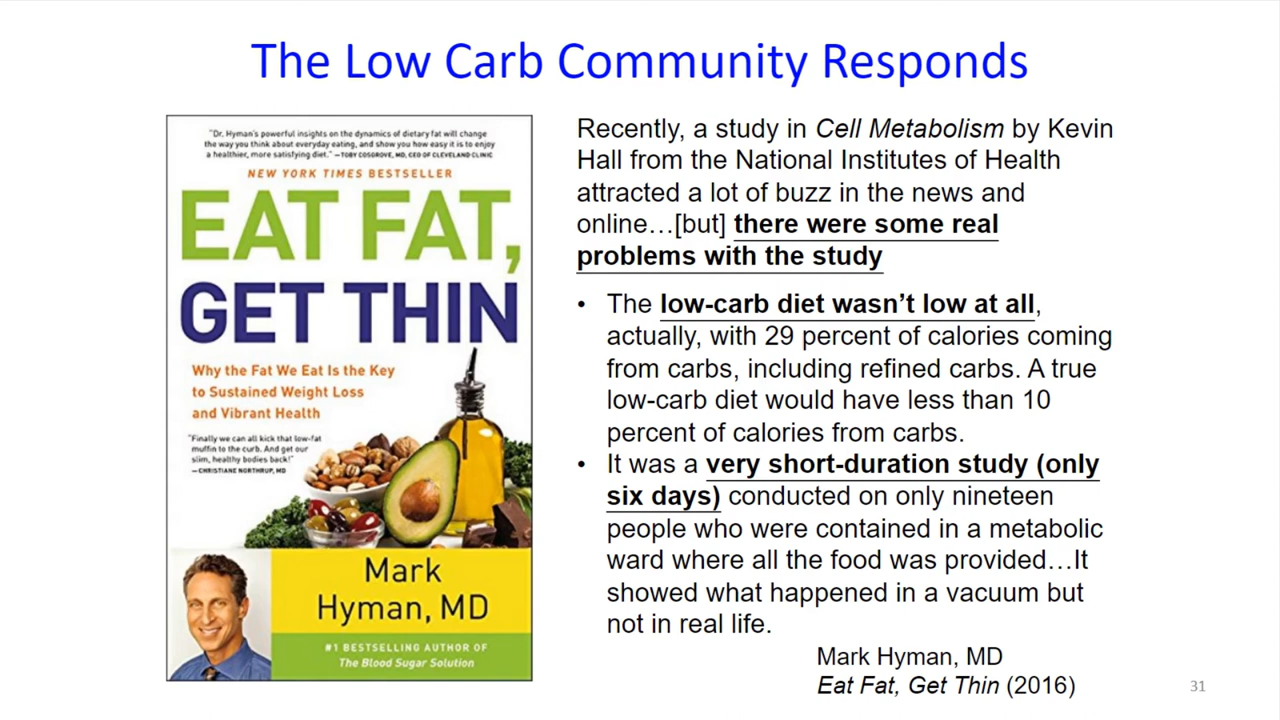 The Low Carb Community Responds
"Dr. Hyman's powerful insights on the dynamics of dietary fat will change
the way you think about everyday eating, and show you how easy it is to enjoy
a healthier, more satisfying diet." —TOBY COSGROVE, MD, CEO OF CLEVELAND CLINIC
NEW YORK TIMES BESTSELLER
EAT FAT,
GET THIN
Why the Fat We Eat Is the Key
to Sustained Weight Loss
and Vibrant Health
"Finally we can all kick that low-fat
muffin to the curb. And get our
slim, healthy bodies back!"
—CHRISTIANE NORTHRUP, MD
Mark
Hyman, MD
#1 BESTSELLING AUTHOR OF
The Blood Sugar Solution
Recently, a study in Cell Metabolism by Kevin
Hall from the National Institutes of Health
attracted a lot of buzz in the news and
online…[but] there were some real
problems with the study
• The low-carb diet wasn't low at all,
actually, with 29 percent of calories coming
from carbs, including refined carbs. A true
low-carb diet would have less than 10
percent of calories from carbs.
• It was a very short-duration study (only
six days) conducted on only nineteen
people who were contained in a metabolic
ward where all the food was provided…It
showed what happened in a vacuum but
not in real life.
Mark Hyman, MD
Eat Fat, Get Thin (2016)
31